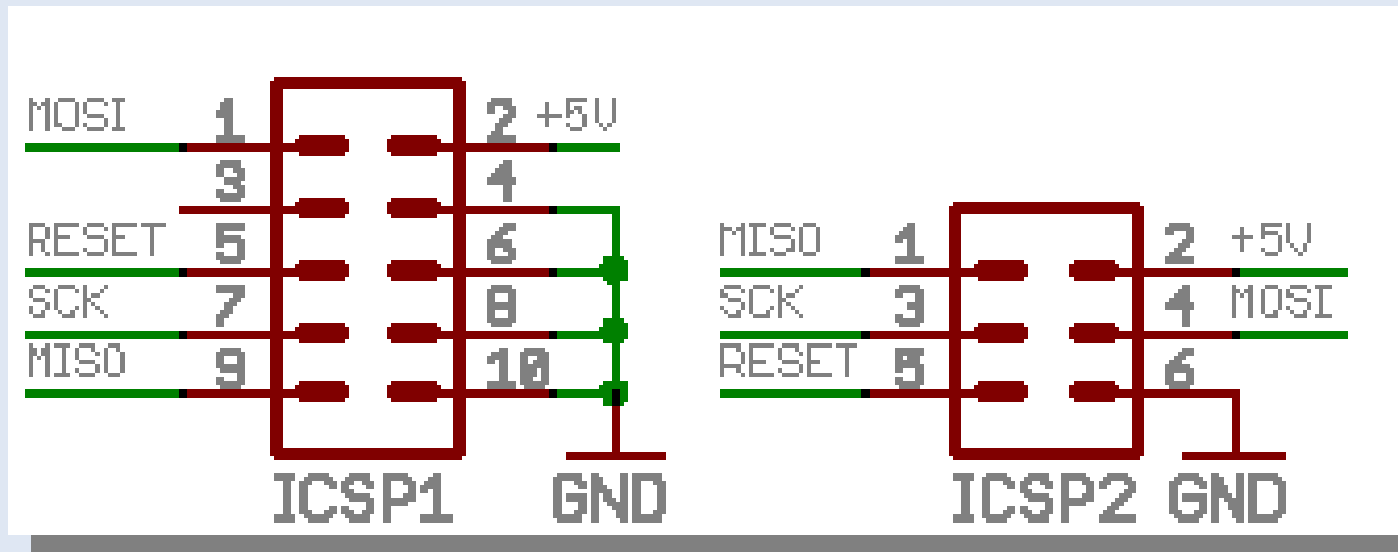 MOSI 1 2 +5V
3 4
RESET 5 6
SCK 7 8
MISO 9 10
ICSP1 GND
MISO 1 2 +5V
SCK 3 4 MOSI
RESET 5 6
ICSP2 GND